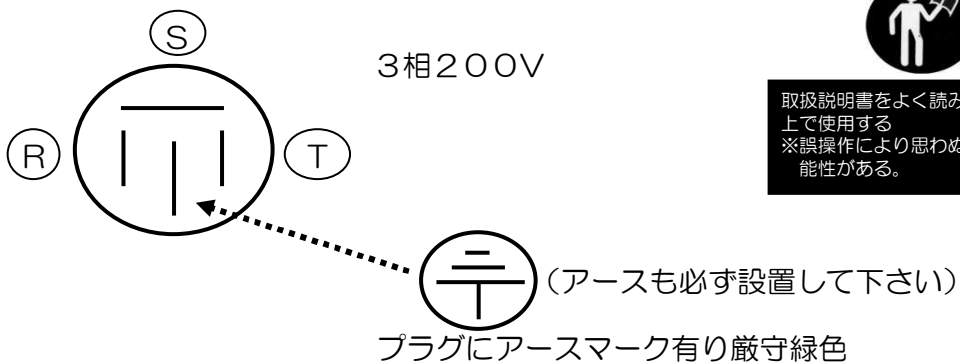 S
3相200V
R
T
取扱説明書をよく読み
上で使用する
※誤操作により思わぬ
能性がある。
(アースも必ず設置して下さい)
プラグにアースマーク有り厳守緑色